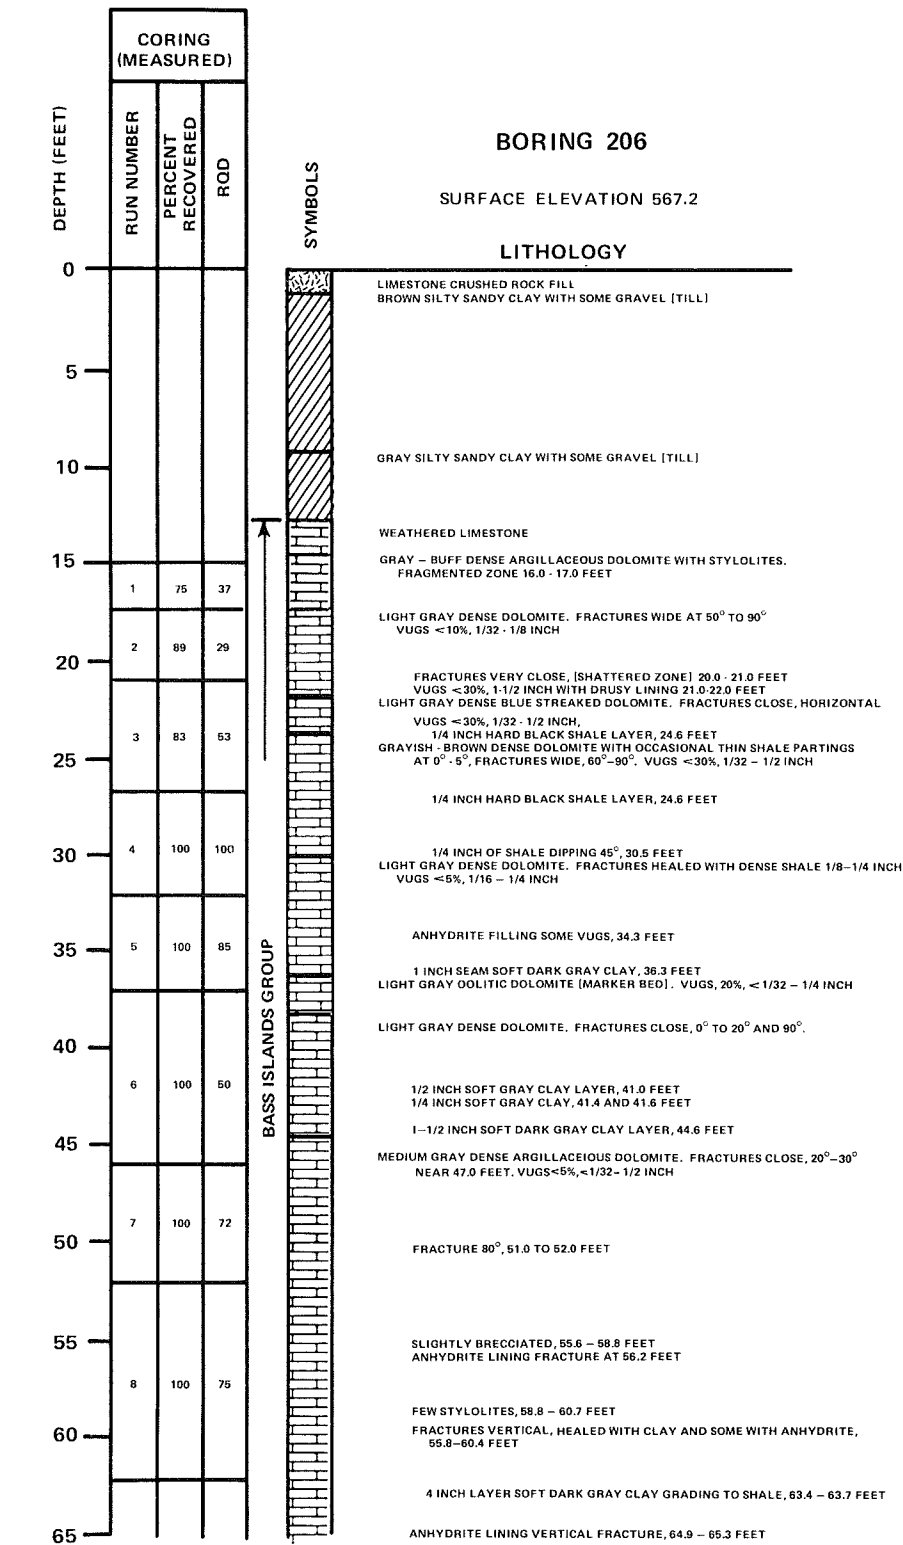 CORING
(MEASURED)
DEPTH (FEET)
RUN NUMBER
PERCENT
RECOVERED
RQD
SYMBOLS
BORING 206
SURFACE ELEVATION 567.2
LITHOLOGY
0
LIMESTONE CRUSHED ROCK FILL
BROWN SILTY SANDY CLAY WITH SOME GRAVEL [TILL]
5
GRAY SILTY SANDY CLAY WITH SOME GRAVEL [TILL]
10
WEATHERED LIMESTONE
15
GRAY – BUFF DENSE ARGILLACEOUS DOLOMITE WITH STYLOLITES.
FRAGMENTED ZONE 16.0 - 17.0 FEET
1 75 37
LIGHT GRAY DENSE DOLOMITE. FRACTURES WIDE AT 50° TO 90°
VUGS <10%, 1/32 - 1/8 INCH
2 89 29
20
FRACTURES VERY CLOSE, [SHATTERED ZONE] 20.0 - 21.0 FEET
VUGS <30%, 1-1/2 INCH WITH DRUSY LINING 21.0-22.0 FEET
LIGHT GRAY DENSE BLUE STREAKED DOLOMITE. FRACTURES CLOSE, HORIZONTAL
VUGS <30%, 1/32 - 1/2 INCH,
1/4 INCH HARD BLACK SHALE LAYER, 24.6 FEET
3 83 53
GRAYISH - BROWN DENSE DOLOMITE WITH OCCASIONAL THIN SHALE PARTINGS
AT 0° - 5°, FRACTURES WIDE, 60°–90°. VUGS <30%, 1/32 – 1/2 INCH
25
1/4 INCH HARD BLACK SHALE LAYER, 24.6 FEET
4 100 100
30
1/4 INCH OF SHALE DIPPING 45°, 30.5 FEET
LIGHT GRAY DENSE DOLOMITE. FRACTURES HEALED WITH DENSE SHALE 1/8–1/4 INCH
VUGS <5%, 1/16 – 1/4 INCH
ANHYDRITE FILLING SOME VUGS, 34.3 FEET
5 100 85
35
1 INCH SEAM SOFT DARK GRAY CLAY, 36.3 FEET
LIGHT GRAY OOLITIC DOLOMITE [MARKER BED]. VUGS, 20%, <1/32 – 1/4 INCH
BASS ISLANDS GROUP
LIGHT GRAY DENSE DOLOMITE. FRACTURES CLOSE, 0° TO 20° AND 90°.
40
6 100 50
1/2 INCH SOFT GRAY CLAY LAYER, 41.0 FEET
1/4 INCH SOFT GRAY CLAY, 41.4 AND 41.6 FEET
I–1/2 INCH SOFT DARK GRAY CLAY LAYER, 44.6 FEET
45
MEDIUM GRAY DENSE ARGILLACEIOUS DOLOMITE. FRACTURES CLOSE, 20°–30°
NEAR 47.0 FEET. VUGS<5%,<1/32– 1/2 INCH
7 100 72
50
FRACTURE 80°, 51.0 TO 52.0 FEET
55
SLIGHTLY BRECCIATED, 55.6 – 58.8 FEET
ANHYDRITE LINING FRACTURE AT 56.2 FEET
8 100 75
FEW STYLOLITES, 58.8 – 60.7 FEET
60
FRACTURES VERTICAL, HEALED WITH CLAY AND SOME WITH ANHYDRITE,
55.8–60.4 FEET
4 INCH LAYER SOFT DARK GRAY CLAY GRADING TO SHALE, 63.4 – 63.7 FEET
65
ANHYDRITE LINING VERTICAL FRACTURE, 64.9 – 65.3 FEET